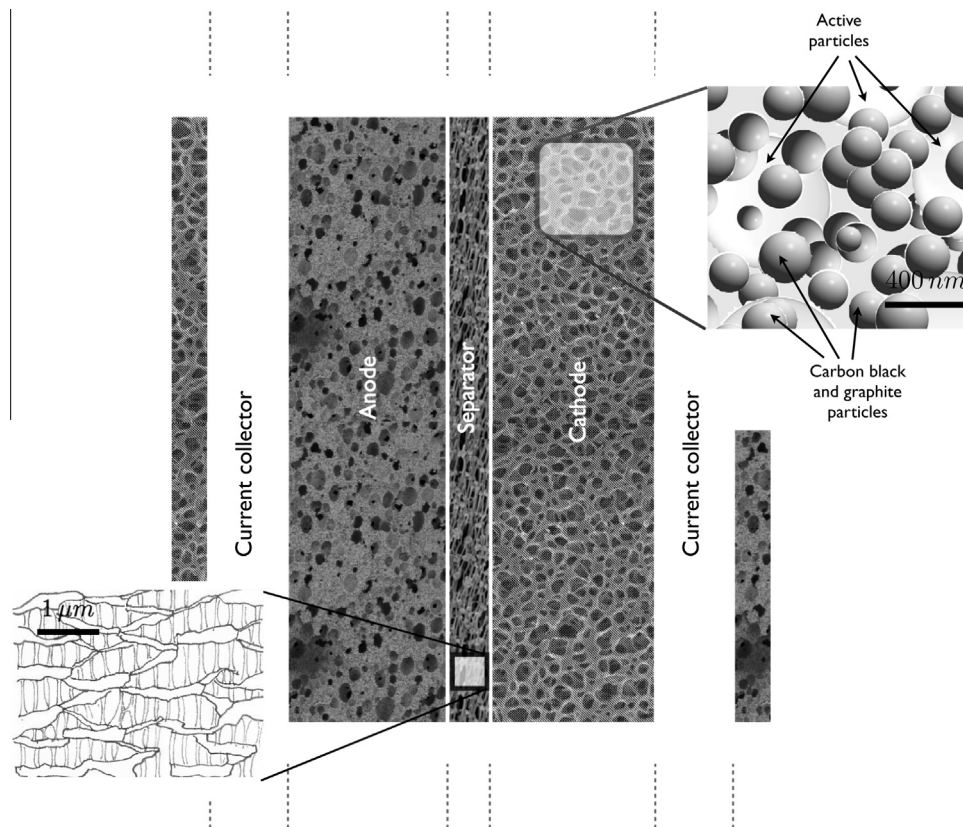 Active
particles
400 nm
Carbon black
and graphite
particles
Current collector
Anode
Separator
Cathode
Current collector
1 μm